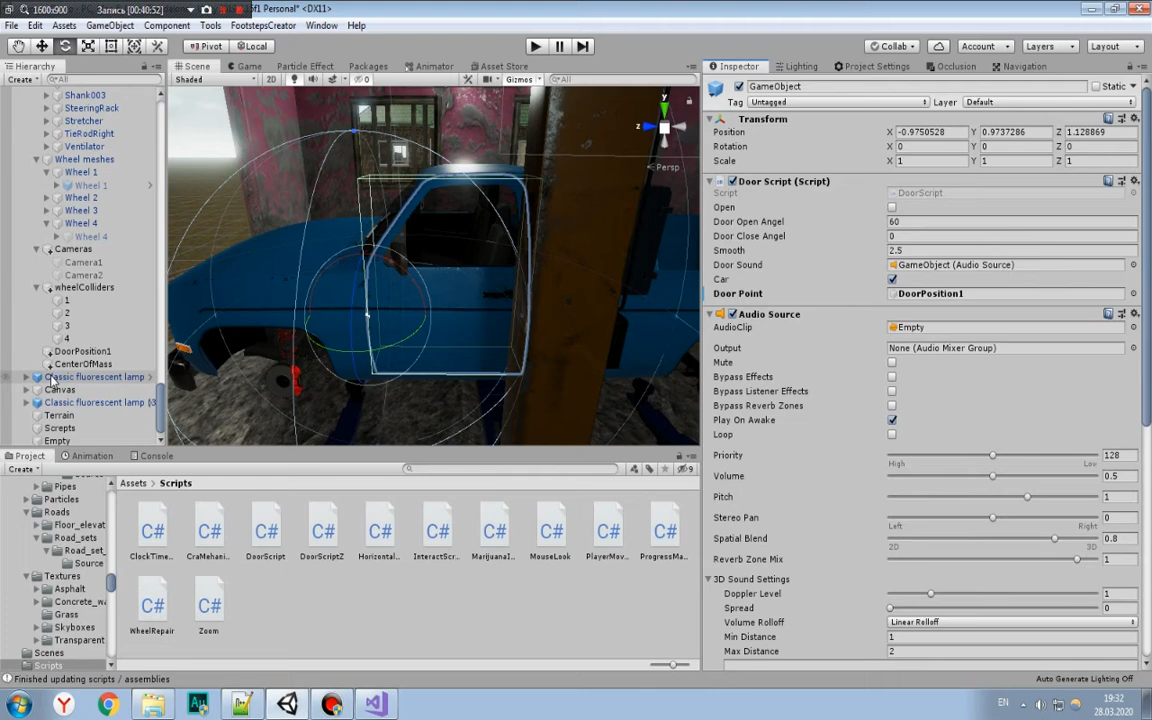 1600x900
Запись [00:40:52]
5f1 Personal* <DX11>
File Edit Assets GameObject Component Tools FootstepsCreator Window Help
Pivot Local
Collab Account Layers Layout
Hierarchy
Scene Game Particle Effect Packages Animator Asset Store
Inspector Lighting Project Settings Occlusion Navigation
Create All
Shaded 2D 0 Gizmos All
GameObject Static
Tag Untagged Layer Default
Shank003
SteeringRack
Stretcher
TieRodRight
Ventilator
Wheel meshes
Wheel 1
Wheel 1
Wheel 2
Wheel 3
Wheel 4
Wheel 4
Cameras
Camera1
Camera2
wheelColliders
1
2
3
4
DoorPosition1
CenterOfMass
Classic fluorescent lamp
Canvas
Classic fluorescent lamp (3
Terrain
Scripts
Empty
y
z
Persp
Transform
Position X -0.9750528 Y 0.9737286 Z 1.128869
Rotation X 0 Y 0 Z 0
Scale X 1 Y 1 Z 1
Door Script (Script)
Script DoorScript
Open
Door Open Angel 60
Door Close Angel 0
Smooth 2.5
Door Sound GameObject (Audio Source)
Car
Door Point DoorPosition1
Audio Source
AudioClip Empty
Output None (Audio Mixer Group)
Mute
Bypass Effects
Bypass Listener Effects
Bypass Reverb Zones
Play On Awake
Loop
Priority 128
High Low
Volume 0.5
Pitch 1
Stereo Pan 0
Left Right
Spatial Blend 0.8
2D 3D
Reverb Zone Mix 1
3D Sound Settings
Doppler Level 1
Spread 0
Volume Rolloff Linear Rolloff
Min Distance 1
Max Distance 2
Project Animation Console
Create 9
Pipes
Particles
Roads
Floor_elevat
Road_sets
Road_set_
Source
Textures
Asphalt
Concrete_w
Grass
Skyboxes
Transparent
Scenes
Scripts
Assets Scripts
C# C# C# C# C# C# C# C# C# C#
ClockTime... CraMehani... DoorScript DoorScriptZ Horizontal... InteractScr... MarijuanaI... MouseLook PlayerMov... ProgressMa...
C# C#
WheelRepair Zoom
Finished updating scripts / assemblies
Auto Generate Lighting Off
EN
19:32
28.03.2020